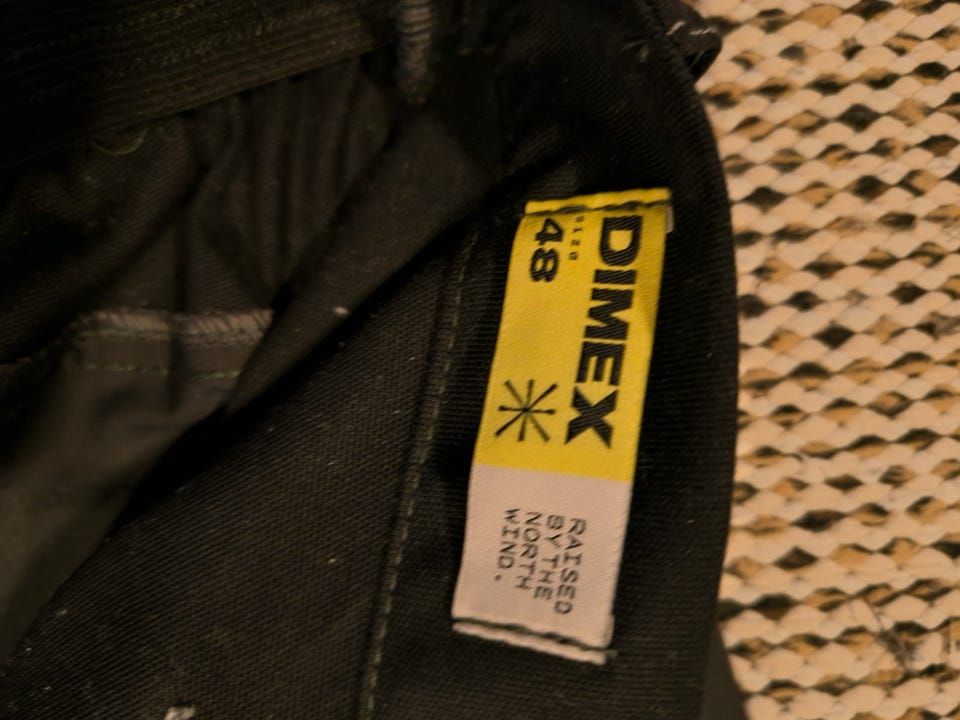 DIMEX
SIZE
48
RAISED
BY THE
NORTH
WIND.